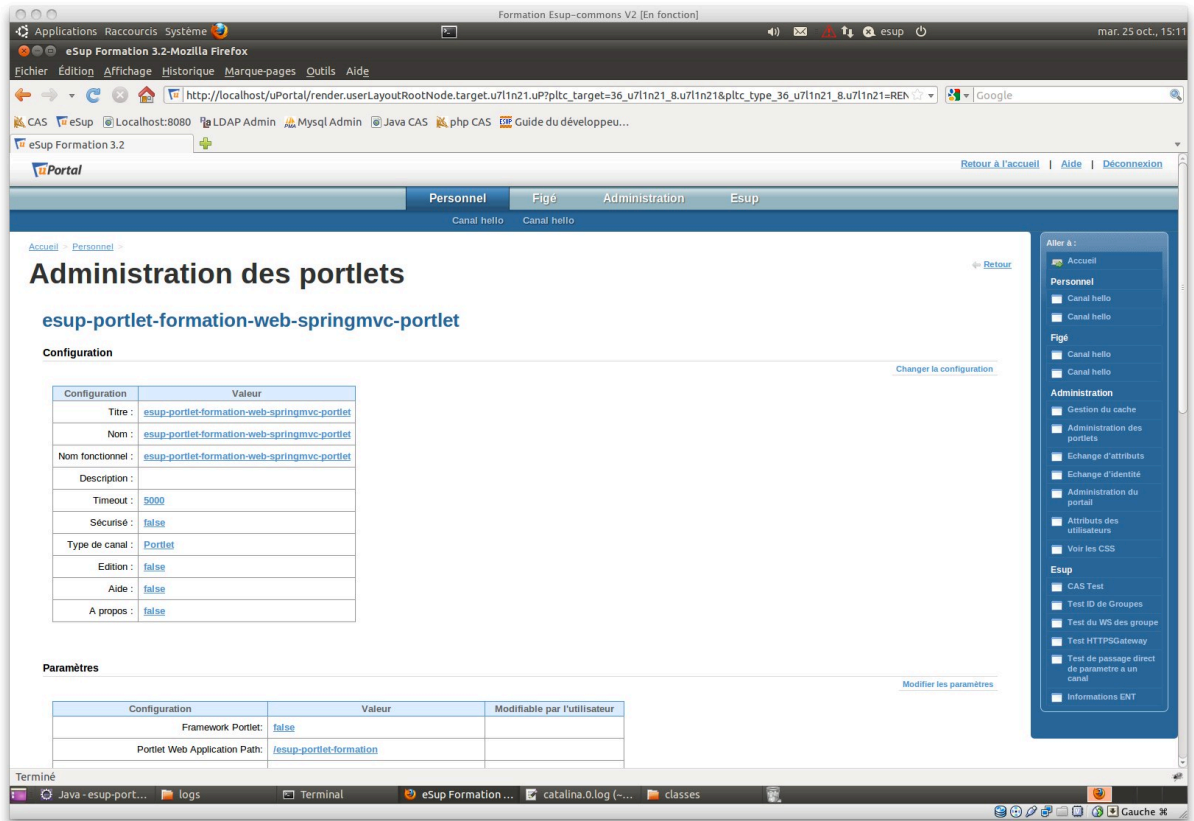 Formation Esup-commons V2 [En fonction]
Applications Raccourcis Système esup mar. 25 oct., 15:11
eSup Formation 3.2-Mozilla Firefox
Fichier Édition Affichage Historique Marque-pages Outils Aide
http://localhost/uPortal/render.userLayoutRootNode.target.u7l1n21.uP?pltc_target=36_u7l1n21_8.u7l1n21&pltc_type_36_u7l1n21_8.u7l1n21=REN Google
CAS eSup Localhost:8080 LDAP Admin Mysql Admin Java CAS php CAS Guide du développeu...
eSup Formation 3.2
uPortal
Retour à l'accueil | Aide | Déconnexion
Personnel Figé Administration Esup
Canal hello Canal hello
Accueil > Personnel >
Administration des portlets
Retour
esup-portlet-formation-web-springmvc-portlet
Configuration
Changer la configuration
Configuration Valeur
Titre : esup-portlet-formation-web-springmvc-portlet
Nom : esup-portlet-formation-web-springmvc-portlet
Nom fonctionnel : esup-portlet-formation-web-springmvc-portlet
Description :
Timeout : 5000
Sécurisé : false
Type de canal : Portlet
Edition : false
Aide : false
A propos : false
Paramètres
Modifier les paramètres
Configuration Valeur Modifiable par l'utilisateur
Framework Portlet: false
Portlet Web Application Path: /esup-portlet-formation
Aller à :
Accueil
Personnel
Canal hello
Canal hello
Figé
Canal hello
Canal hello
Administration
Gestion du cache
Administration des
portlets
Echange d'attributs
Echange d'identité
Administration du
portail
Attributs des
utilisateurs
Voir les CSS
Esup
CAS Test
Test ID de Groupes
Test du WS des groupe
Test HTTPSGateway
Test de passage direct
de parametre a un
canal
Informations ENT
Terminé
Java - esup-port... logs Terminal eSup Formation ... catalina.0.log (~... classes
Gauche ⌘